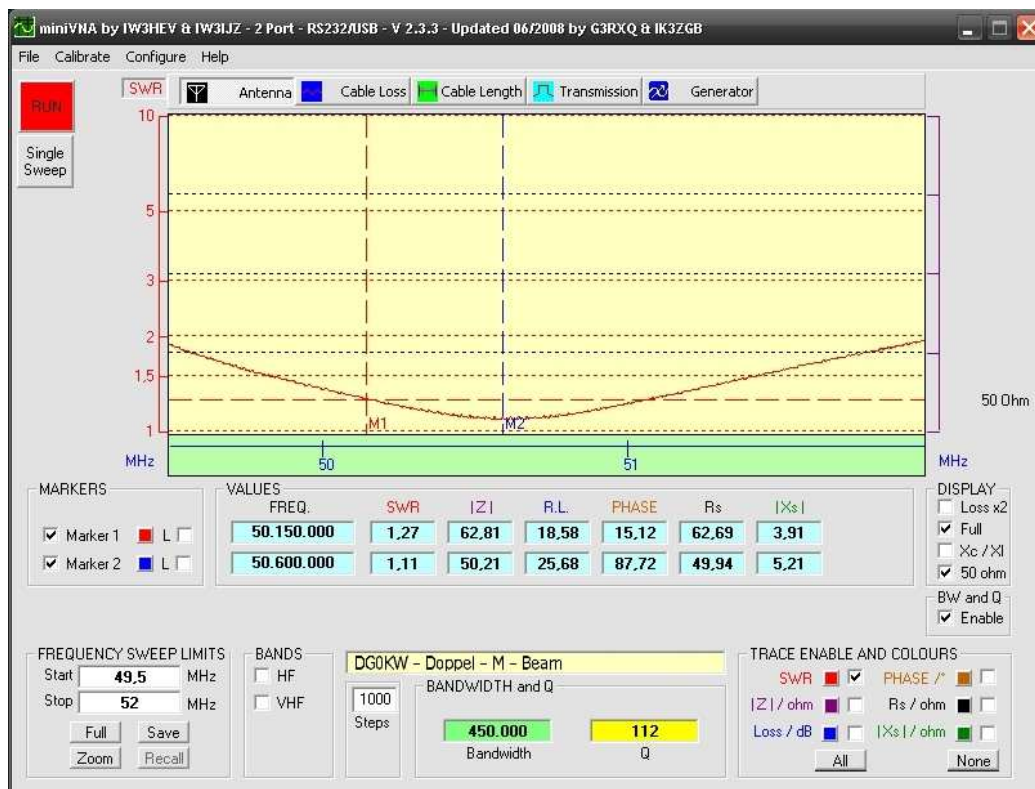 miniVNA by IW3HEV & IW3IJZ - 2 Port - RS232/USB - V 2.3.3 - Updated 06/2008 by G3RXQ & IK3ZGB
File Calibrate Configure Help
RUN
Single Sweep
SWR Antenna Cable Loss Cable Length Transmission Generator
10
5
3
2
1,5
1
50 Ohm
M1 M2
MHz 50 51 MHz
MARKERS
Marker 1 L
Marker 2 L
VALUES
FREQ. SWR |Z| R.L. PHASE Rs |Xs|
50.150.000 1,27 62,81 18,58 15,12 62,69 3,91
50.600.000 1,11 50,21 25,68 87,72 49,94 5,21
DISPLAY
Loss x2
Full
Xc / Xl
50 ohm
BW and Q
Enable
FREQUENCY SWEEP LIMITS
Start 49,5 MHz
Stop 52 MHz
Full Save
Zoom Recall
BANDS
HF
VHF
DG0KW - Doppel - M - Beam
1000
Steps
BANDWIDTH and Q
450.000 112
Bandwidth Q
TRACE ENABLE AND COLOURS
SWR PHASE /°
|Z| / ohm Rs / ohm
Loss / dB |Xs| / ohm
All None